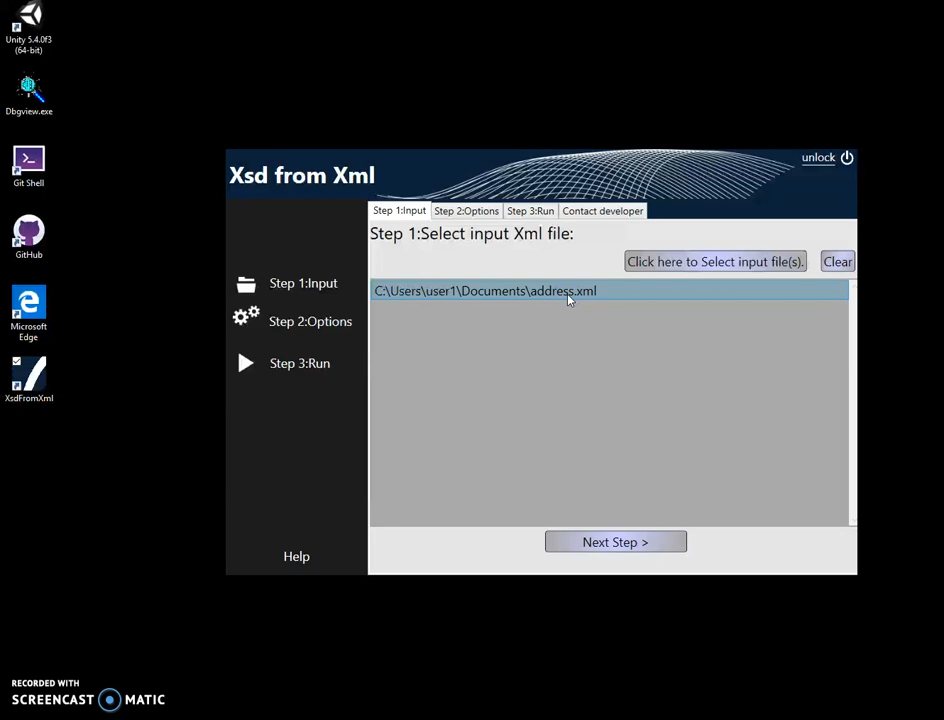 Unity 5.4.0f3
(64-bit)
Dbgview.exe
Git Shell
GitHub
Microsoft
Edge
XsdFromXml
Xsd from Xml
unlock
Step 1:Input
Step 2:Options
Step 3:Run
Contact developer
Step 1:Select input Xml file:
Click here to Select input file(s).
Clear
C:\Users\user1\Documents\address.xml
Step 1:Input
Step 2:Options
Step 3:Run
Help
Next Step >
RECORDED WITH
SCREENCAST MATIC